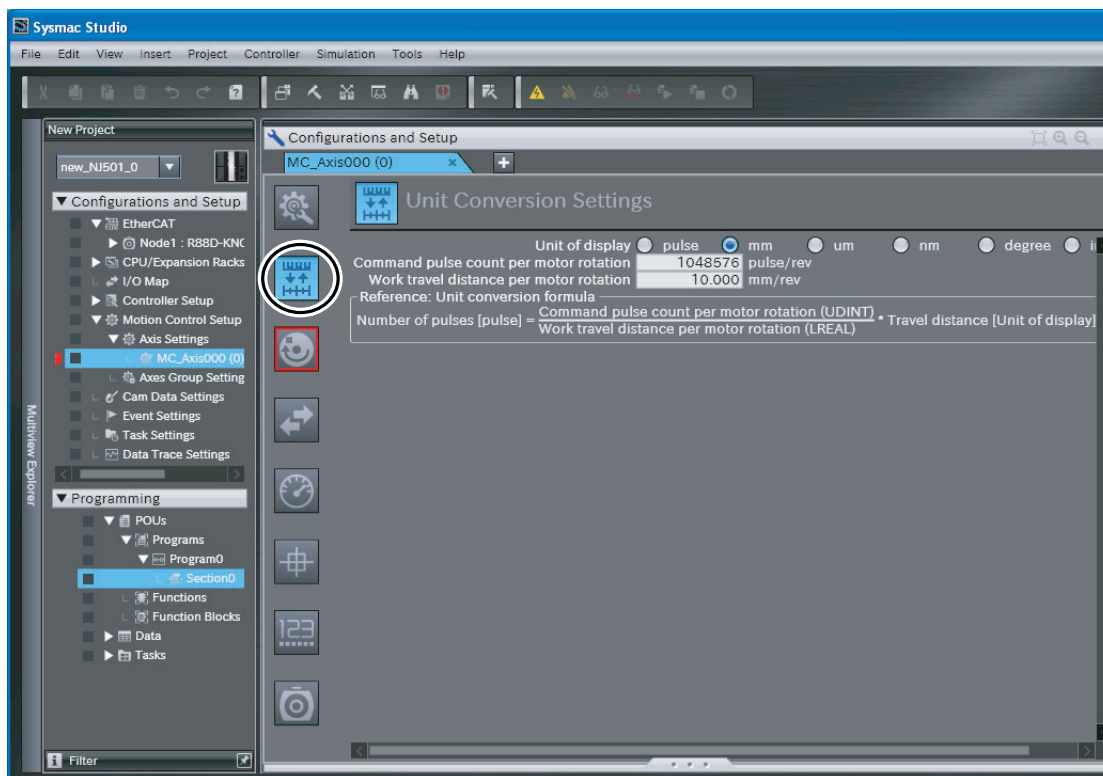 Sysmac Studio
File Edit View Insert Project Controller Simulation Tools Help
Multiview Explorer
New Project
new_NJ501_0
Configurations and Setup
EtherCAT
Node1 : R88D-KNC
CPU/Expansion Racks
I/O Map
Controller Setup
Motion Control Setup
Axis Settings
MC_Axis000 (0)
Axes Group Setting
Cam Data Settings
Event Settings
Task Settings
Data Trace Settings
Programming
POUs
Programs
Program0
Section0
Functions
Function Blocks
Data
Tasks
Filter
Configurations and Setup
MC_Axis000 (0)
Unit Conversion Settings
Unit of display pulse mm um nm degree
Command pulse count per motor rotation 1048576 pulse/rev
Work travel distance per motor rotation 10.000 mm/rev
Reference: Unit conversion formula
Number of pulses [pulse] = Command pulse count per motor rotation (UDINT)
Work travel distance per motor rotation (LREAL) * Travel distance [Unit of display]
123